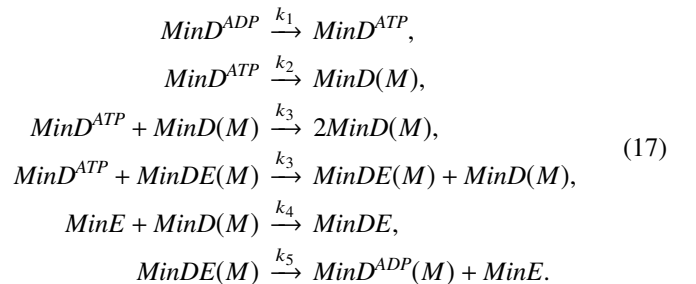 MinD^{ADP} \xrightarrow{k_1} MinD^{ATP},
MinD^{ATP} \xrightarrow{k_2} MinD(M),
MinD^{ATP} + MinD(M) \xrightarrow{k_3} 2MinD(M),
MinD^{ATP} + MinDE(M) \xrightarrow{k_3} MinDE(M) + MinD(M), (17)
MinE + MinD(M) \xrightarrow{k_4} MinDE,
MinDE(M) \xrightarrow{k_5} MinD^{ADP}(M) + MinE.